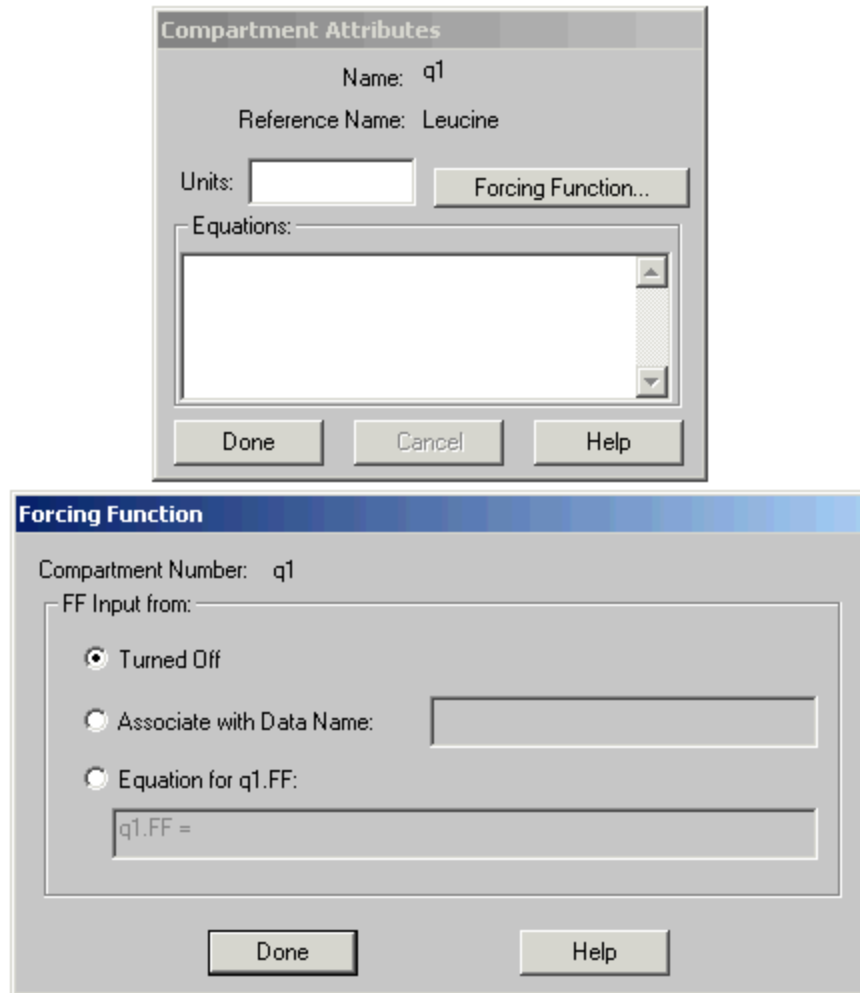 Compartment Attributes
Name: q1
Reference Name: Leucine
Units:
Forcing Function...
Equations:
Done
Cancel
Help
Forcing Function
Compartment Number: q1
FF Input from:
Turned Off
Associate with Data Name:
Equation for q1.FF:
q1.FF =
Done
Help